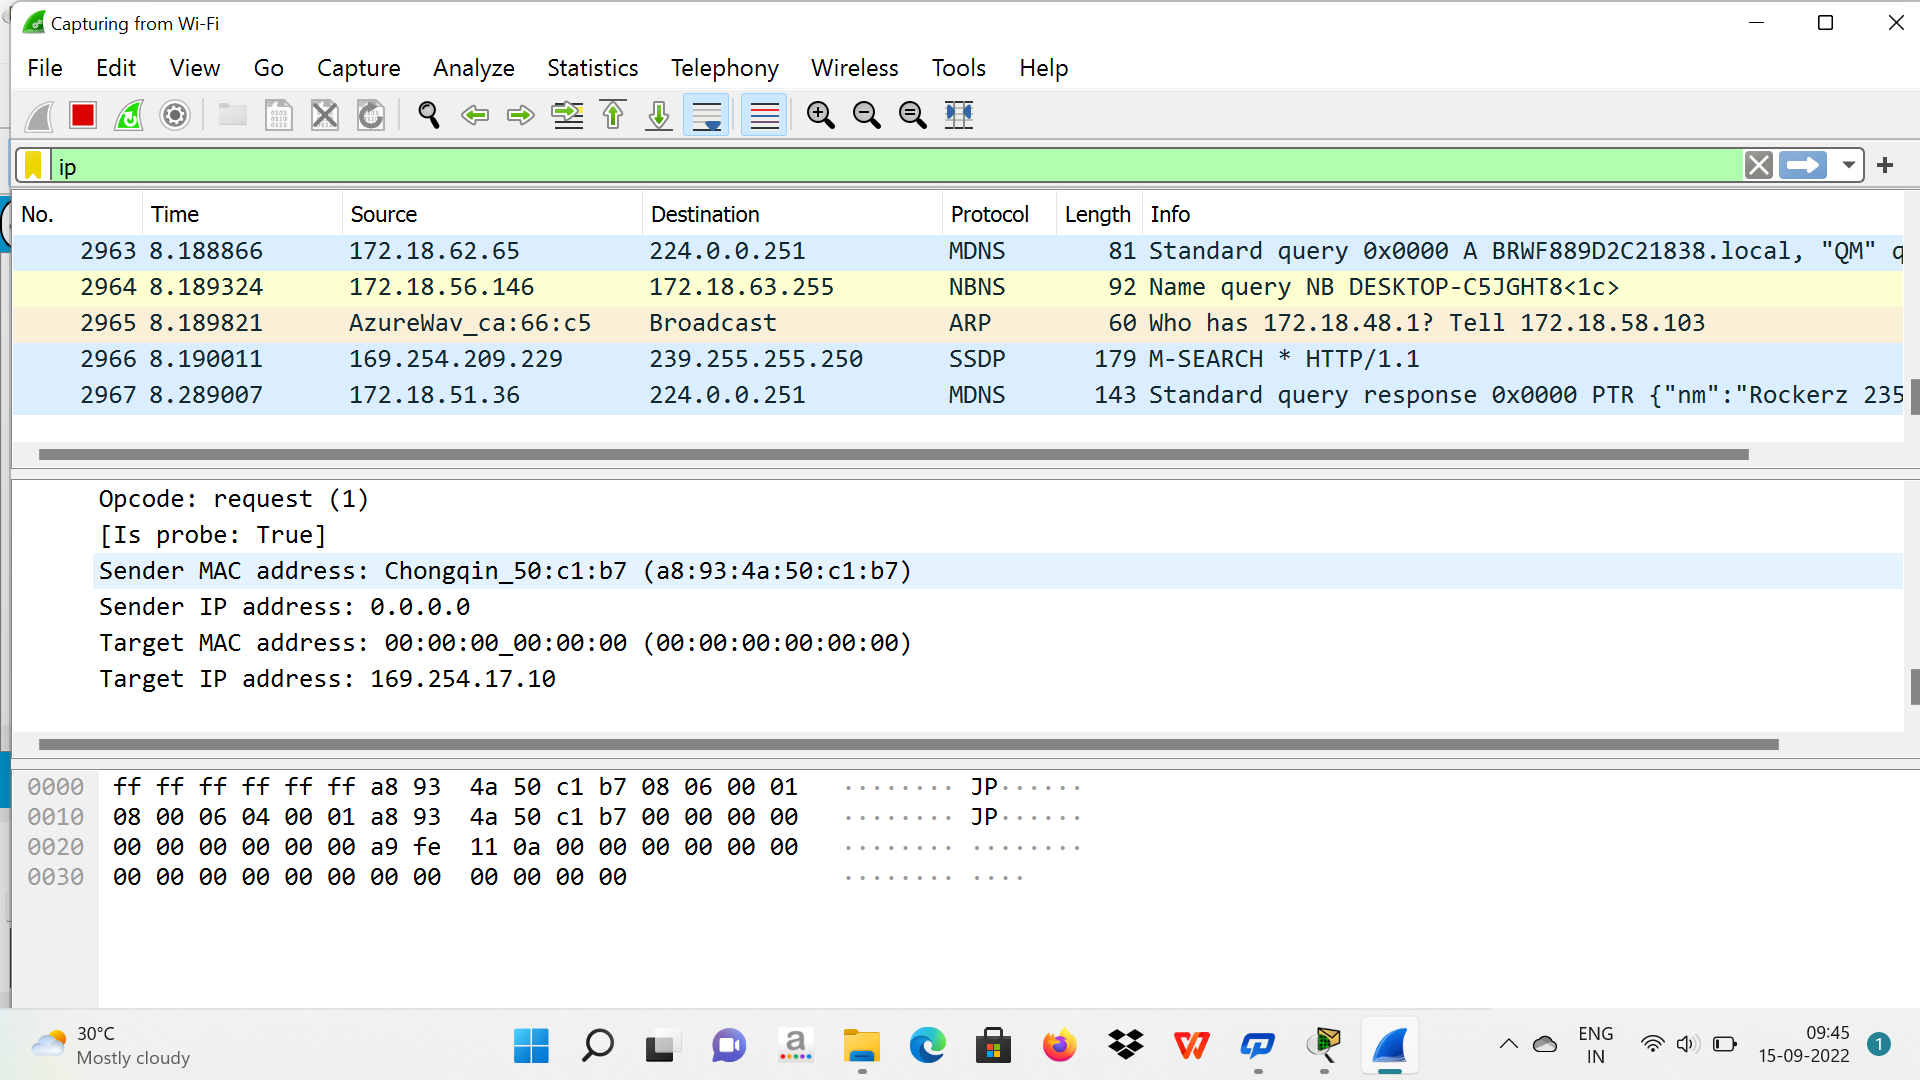 Capturing from Wi-Fi
File Edit View Go Capture Analyze Statistics Telephony Wireless Tools Help
ip
No. Time Source Destination Protocol Length Info
2963 8.188866 172.18.62.65 224.0.0.251 MDNS 81 Standard query 0x0000 A BRWF889D2C21838.local, "QM" q
2964 8.189324 172.18.56.146 172.18.63.255 NBNS 92 Name query NB DESKTOP-C5JGHT8<1c>
2965 8.189821 AzureWav_ca:66:c5 Broadcast ARP 60 Who has 172.18.48.1? Tell 172.18.58.103
2966 8.190011 169.254.209.229 239.255.255.250 SSDP 179 M-SEARCH * HTTP/1.1
2967 8.289007 172.18.51.36 224.0.0.251 MDNS 143 Standard query response 0x0000 PTR {"nm":"Rockerz 235
Opcode: request (1)
[Is probe: True]
Sender MAC address: Chongqin_50:c1:b7 (a8:93:4a:50:c1:b7)
Sender IP address: 0.0.0.0
Target MAC address: 00:00:00_00:00:00 (00:00:00:00:00:00)
Target IP address: 169.254.17.10
0000 ff ff ff ff ff ff a8 93 4a 50 c1 b7 08 06 00 01 ········ JP······
0010 08 00 06 04 00 01 a8 93 4a 50 c1 b7 00 00 00 00 ········ JP······
0020 00 00 00 00 00 00 a9 fe 11 0a 00 00 00 00 00 00 ········ ········
0030 00 00 00 00 00 00 00 00 00 00 00 00 ········ ····
30°C
Mostly cloudy
ENG
IN
09:45
15-09-2022
1